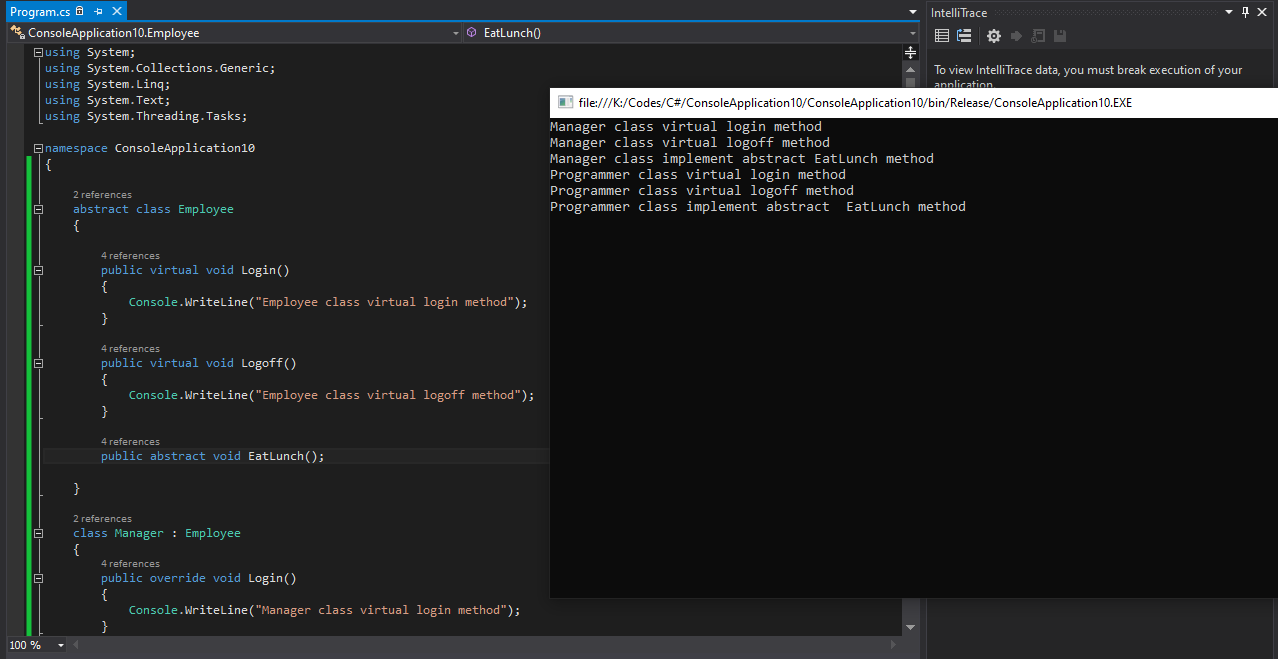 Program.cs
ConsoleApplication10.Employee
EatLunch()
using System;
using System.Collections.Generic;
using System.Linq;
using System.Text;
using System.Threading.Tasks;
namespace ConsoleApplication10
{
2 references
abstract class Employee
{
4 references
public virtual void Login()
{
Console.WriteLine("Employee class virtual login method");
}
4 references
public virtual void Logoff()
{
Console.WriteLine("Employee class virtual logoff method");
}
4 references
public abstract void EatLunch();
}
2 references
class Manager : Employee
{
4 references
public override void Login()
{
Console.WriteLine("Manager class virtual login method");
}
100 %
IntelliTrace
To view IntelliTrace data, you must break execution of your
application.
file:///K:/Codes/C#/ConsoleApplication10/ConsoleApplication10/bin/Release/ConsoleApplication10.EXE
Manager class virtual login method
Manager class virtual logoff method
Manager class implement abstract EatLunch method
Programmer class virtual login method
Programmer class virtual logoff method
Programmer class implement abstract  EatLunch method